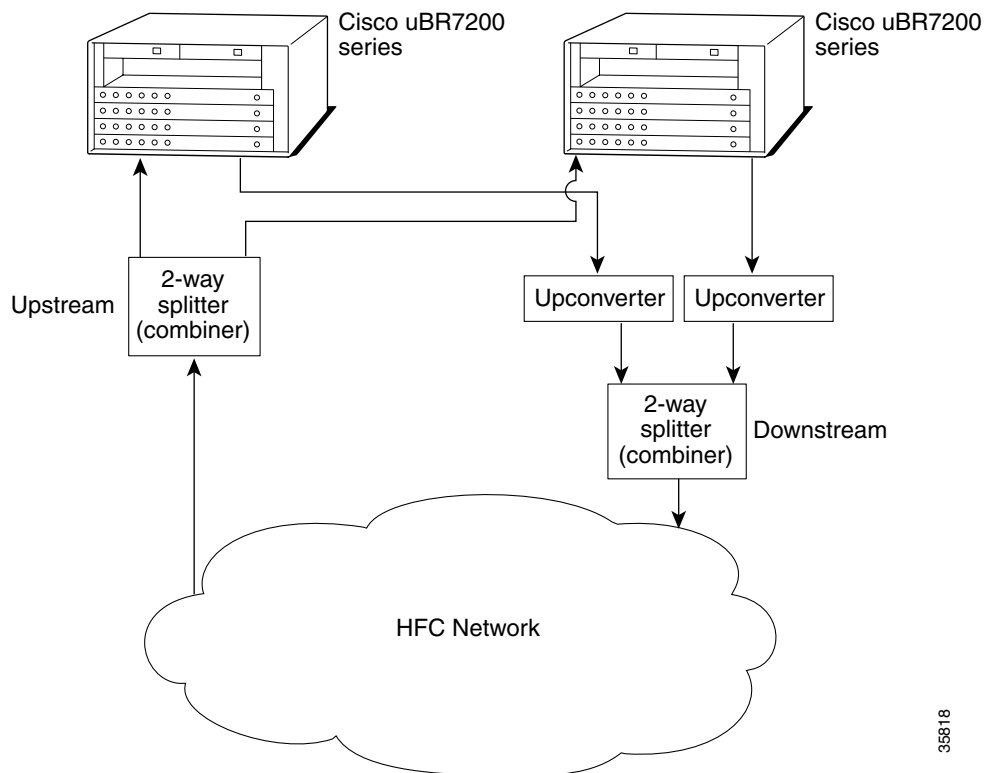 Cisco uBR7200
series
Cisco uBR7200
series
Upstream
2-way
splitter
(combiner)
Upconverter
Upconverter
2-way
splitter
(combiner)
Downstream
HFC Network
35818